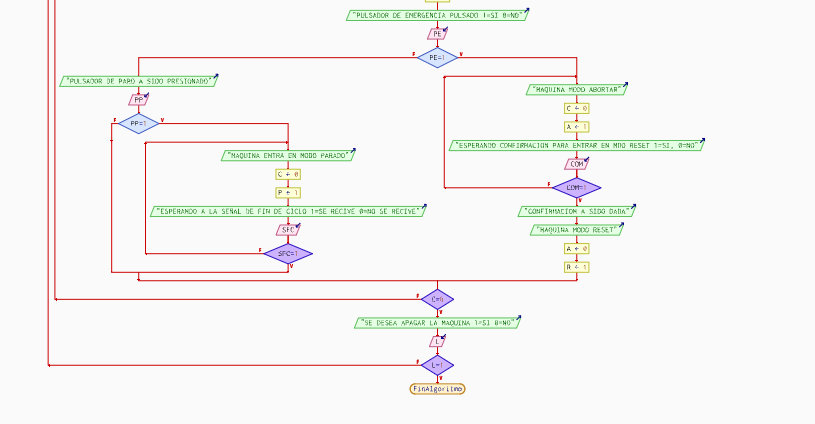 "PULSADOR DE EMERGENCIA PULSADO 1=SI 0=NO"
PE
F V
PE=1
"PULSADOR DE PARO A SIDO PRESIONADO"
PP
F V
PP=1
"MAQUINA ENTRA EN MODO PARADO"
C ← 0
P ← 1
"ESPERANDO A LA SEÑAL DE FIN DE CICLO 1=SE RECIVE 0=NO SE RECIVE"
SFC
F
SFC=1
V
"MAQUINA MODO ABORTAR"
C ← 0
A ← 1
"ESPERANDO CONFIRMACION PARA ENTRAR EN MDO RESET 1=SI, 0=NO"
COM
F
COM=1
V
"CONFIRMACION A SIDO DADA"
"MAQUINA MODO RESET"
A ← 0
R ← 1
F
C=0
V
"SE DESEA APAGAR LA MAQUINA 1=SI 0=NO"
L
F
L=1
V
FinAlgoritmo